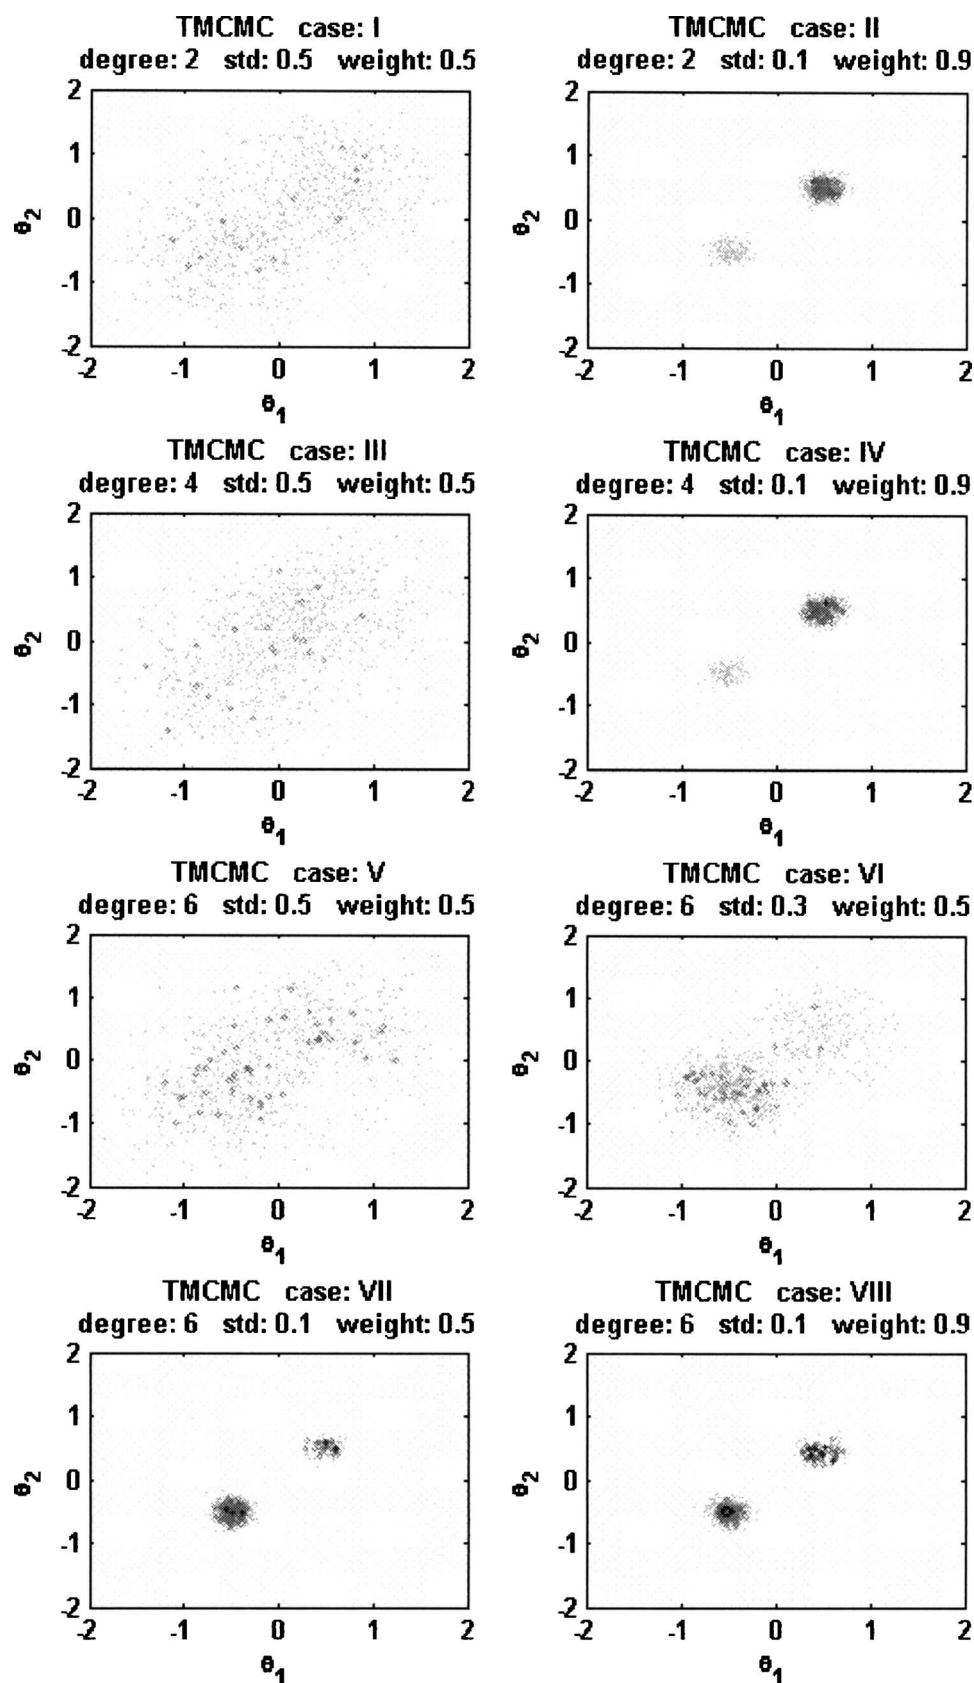 TMCMC case: I
degree: 2 std: 0.5 weight: 0.5
2
1
0
-1
-2
θ2
-2 -1 0 1 2
θ1
TMCMC case: II
degree: 2 std: 0.1 weight: 0.9
2
1
0
-1
-2
θ2
-2 -1 0 1 2
θ1
TMCMC case: III
degree: 4 std: 0.5 weight: 0.5
2
1
0
-1
-2
θ2
-2 -1 0 1 2
θ1
TMCMC case: IV
degree: 4 std: 0.1 weight: 0.9
2
1
0
-1
-2
θ2
-2 -1 0 1 2
θ1
TMCMC case: V
degree: 6 std: 0.5 weight: 0.5
2
1
0
-1
-2
θ2
-2 -1 0 1 2
θ1
TMCMC case: VI
degree: 6 std: 0.3 weight: 0.5
2
1
0
-1
-2
θ2
-2 -1 0 1 2
θ1
TMCMC case: VII
degree: 6 std: 0.1 weight: 0.5
2
1
0
-1
-2
θ2
-2 -1 0 1 2
θ1
TMCMC case: VIII
degree: 6 std: 0.1 weight: 0.9
2
1
0
-1
-2
θ2
-2 -1 0 1 2
θ1